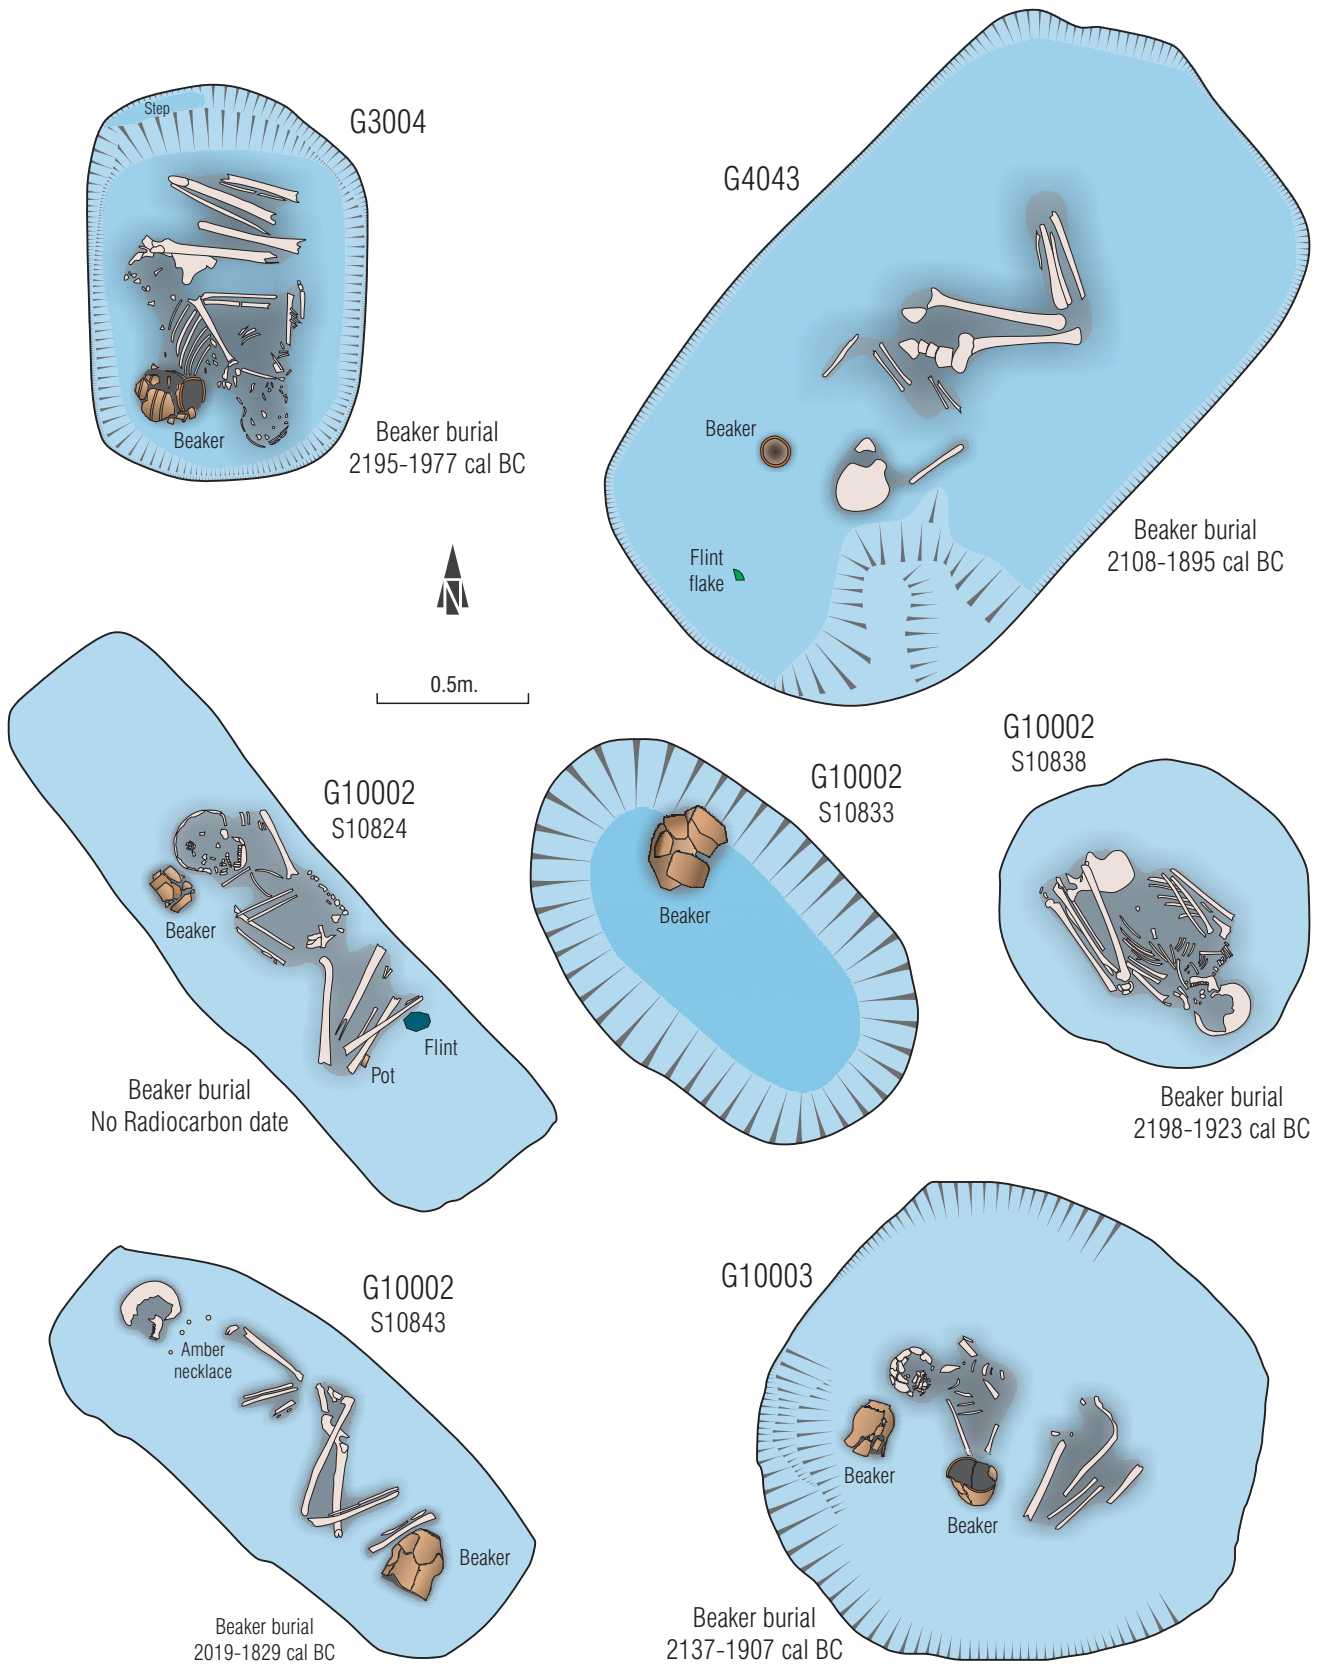 Step
G3004
Beaker
Beaker burial
2195-1977 cal BC
G4043
Beaker
Flint
flake
Beaker burial
2108-1895 cal BC
N
0.5m.
G10002
S10824
Beaker
Flint
Pot
Beaker burial
No Radiocarbon date
G10002
S10833
Beaker
G10002
S10838
Beaker burial
2198-1923 cal BC
G10002
S10843
Amber
necklace
Beaker
Beaker burial
2019-1829 cal BC
G10003
Beaker
Beaker
Beaker burial
2137-1907 cal BC